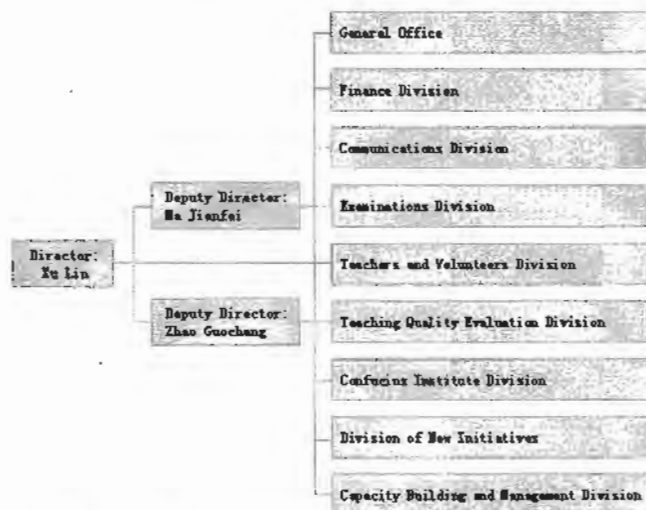 General Office
Finance Division
Communications Division
Deputy Director:
Ma Jianfei
Examinations Division
Director:
Xu Lin
Teachers and Volunteers Division
Deputy Director:
Zhao Guochang
Teaching Quality Evaluation Division
Confucius Institute Division
Division of New Initiatives
Capacity Building and Management Division